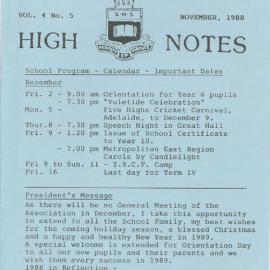 VOL. 4 No. 5
NOVEMBER, 1988
S·H·S
HIGH NOTES
School Program - Calendar - Important Dates
December
Fri. 2 - 9.00 am Orientation for Year 6 pupils
- 7.30 pm "Yuletide Celebration"
Mon. 5 - Five Highs Cricket Carnival,
Adelaide, to December 9.
Thur.8 - 7.30 pm Speech Night in Great Hall
Fri. 9 - 1.20 pm Issue of School Certificate
to Year 10.
- 7.00 pm Metropolitan East Region
Carols by Candlelight
Fri 9 to Sun. 11 - I.S.C.F. Camp
Fri. 16 Last day for Term IV
President's Message
As there will be no General Meeting of the
Association in December, I take this opportunity
to extend to all the School Family, my best wishes
for the coming holiday season, a blessed Christmas
and a happy and healthy New Year in 1989.
A special welcome is extended for Orientation Day
to all our new pupils and their parents and we
wish them every success in 1989.
1988 in Reflection -